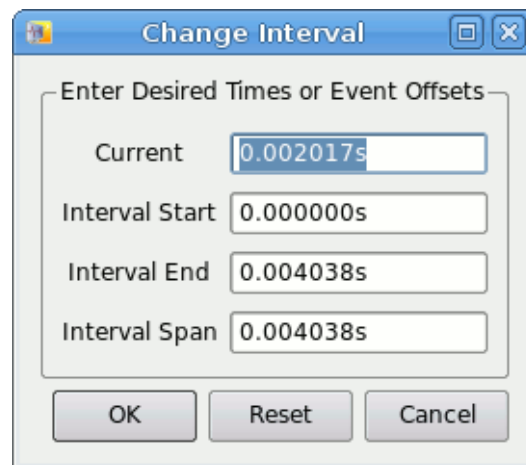 Change Interval
Enter Desired Times or Event Offsets
Current 0.002017s
Interval Start 0.000000s
Interval End 0.004038s
Interval Span 0.004038s
OK Reset Cancel